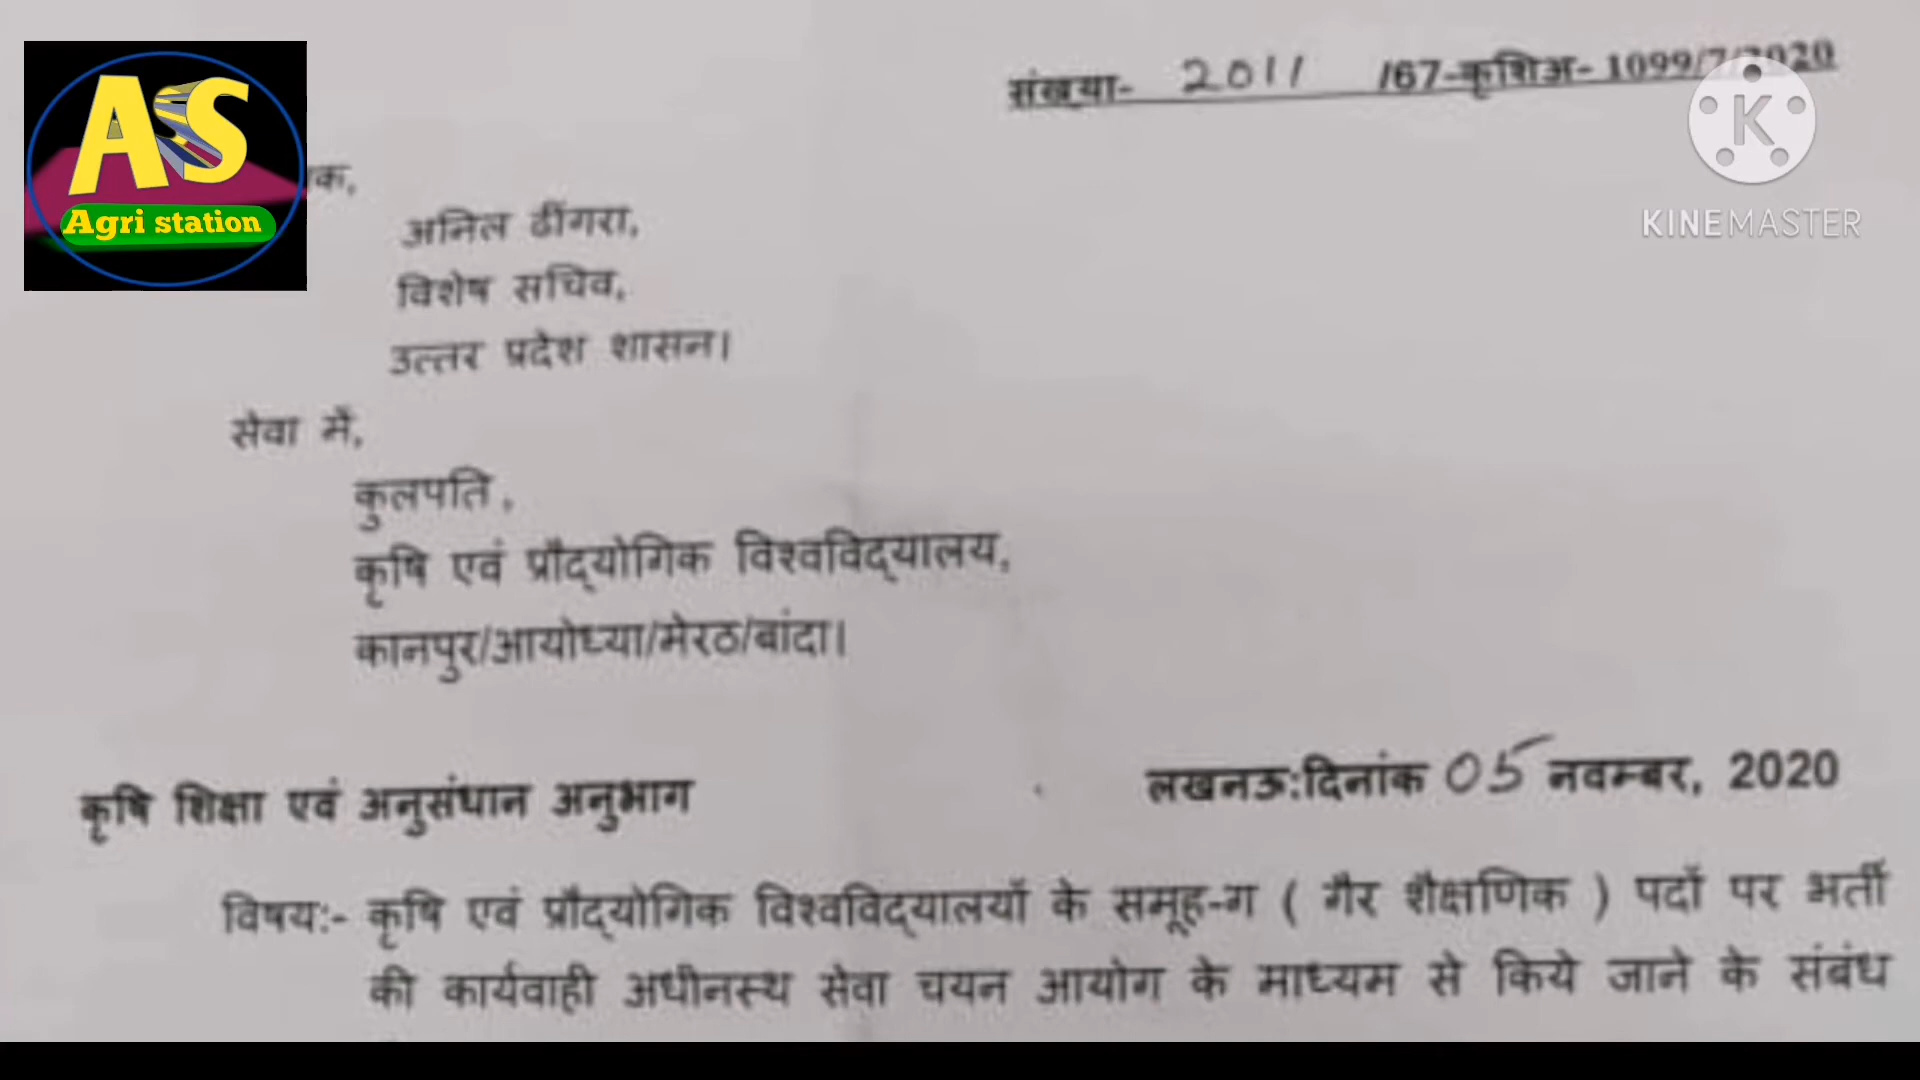 संख्या- 2011 /67-कृशिअ- 1099/7/2020
AS
Agri station
KINEMASTER
अनिल ढींगरा,
विशेष सचिव,
उत्तर प्रदेश शासन।
सेवा में,
कुलपति,
कृषि एवं प्रौद्योगिक विश्वविद्यालय,
कानपुर/आयोध्या/मेरठ/बांदा।
कृषि शिक्षा एवं अनुसंधान अनुभाग
लखनऊ:दिनांक 05 नवम्बर, 2020
विषय:- कृषि एवं प्रौद्योगिक विश्वविद्यालयों के समूह-ग ( गैर शैक्षणिक ) पदों पर भर्ती
की कार्यवाही अधीनस्थ सेवा चयन आयोग के माध्यम से किये जाने के संबंध